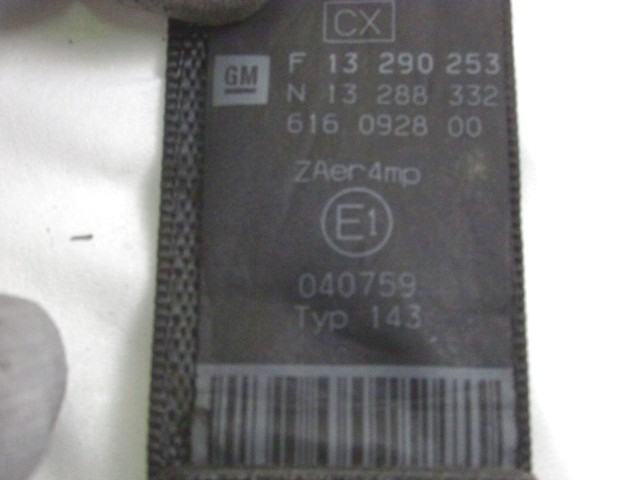 CX
GM F 13 290 253
N 13 288 332
616 0928 00
ZAer4mp
E1
040759
Typ 143